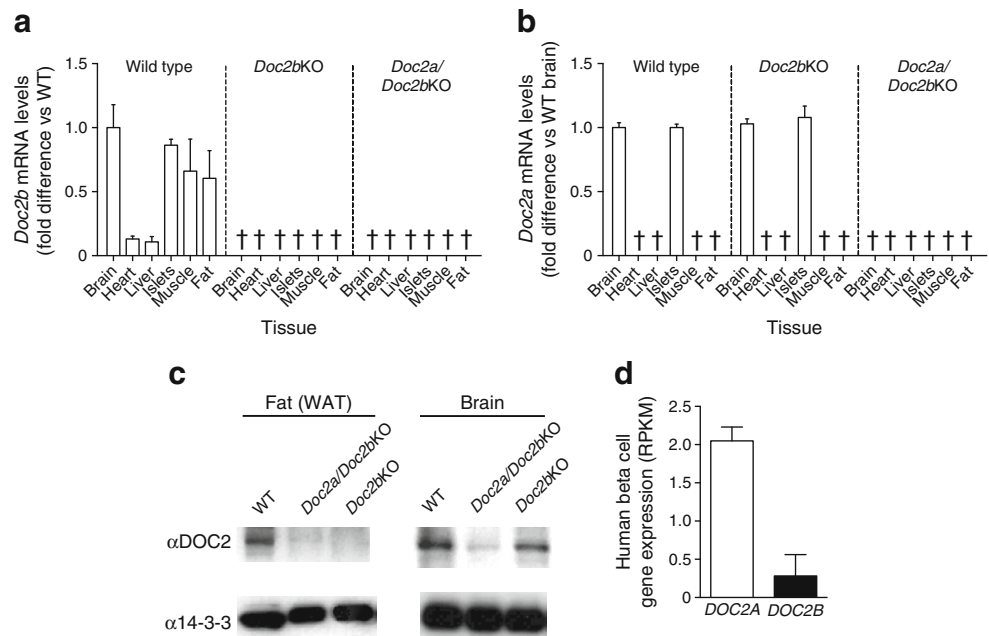 a
Doc2b mRNA levels
(fold difference vs WT)
1.5
1.0
0.5
0
Wild type
Doc2bKO
Doc2a/
Doc2bKO
† † † † † †
† † † † † †
Brain
Heart
Liver
Islets
Muscle
Fat
Brain
Heart
Liver
Islets
Muscle
Fat
Brain
Heart
Liver
Islets
Muscle
Fat
Tissue
b
Doc2a mRNA levels
(fold difference vs WT brain)
1.5
1.0
0.5
0
Wild type
Doc2bKO
Doc2a/
Doc2bKO
† † † †
† † † †
† † † † † †
Brain
Heart
Liver
Islets
Muscle
Fat
Brain
Heart
Liver
Islets
Muscle
Fat
Brain
Heart
Liver
Islets
Muscle
Fat
Tissue
c
Fat (WAT)
Brain
WT
Doc2a/Doc2bKO
Doc2bKO
WT
Doc2a/Doc2bKO
Doc2bKO
αDOC2
α14-3-3
d
Human beta cell
gene expression (RPKM)
2.5
2.0
1.5
1.0
0.5
0
DOC2A
DOC2B